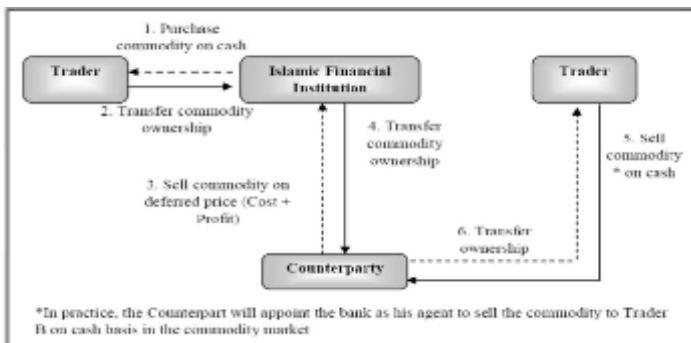 1. Purchase
commodity on cash
Trader
Islamic Financial
Institution
Trader
2. Transfer commodity
ownership
4. Transfer
commodity
ownership
5. Sell
commodity
* on cash
3. Sell commodity on
deferred price (Cost +
Profit)
6. Transfer
ownership
Counterparty
*In practice, the Counterpart will appoint the bank as his agent to sell the commodity to Trader
B on cash basis in the commodity market